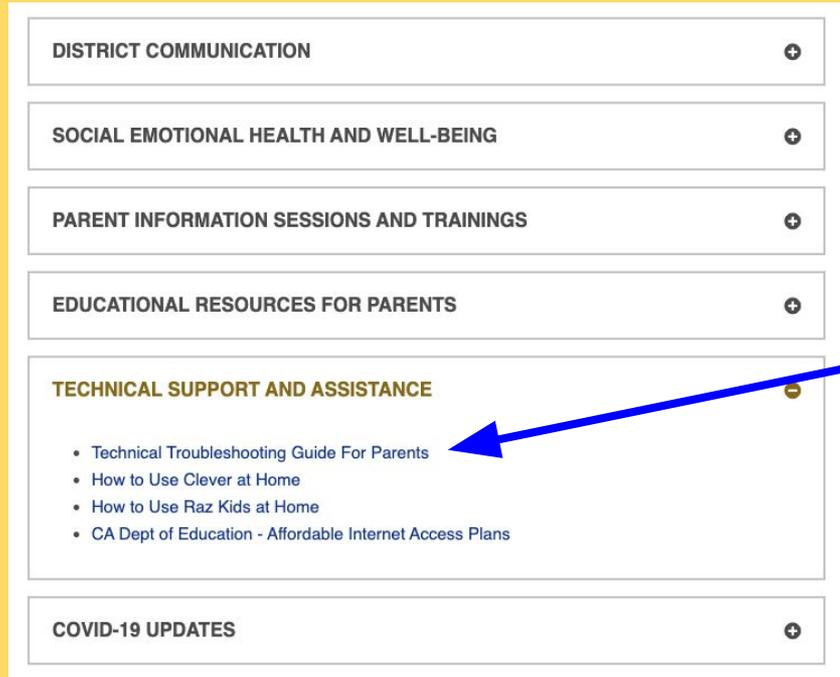 DISTRICT COMMUNICATION
SOCIAL EMOTIONAL HEALTH AND WELL-BEING
PARENT INFORMATION SESSIONS AND TRAININGS
EDUCATIONAL RESOURCES FOR PARENTS
TECHNICAL SUPPORT AND ASSISTANCE
• Technical Troubleshooting Guide For Parents
• How to Use Clever at Home
• How to Use Raz Kids at Home
• CA Dept of Education - Affordable Internet Access Plans
COVID-19 UPDATES